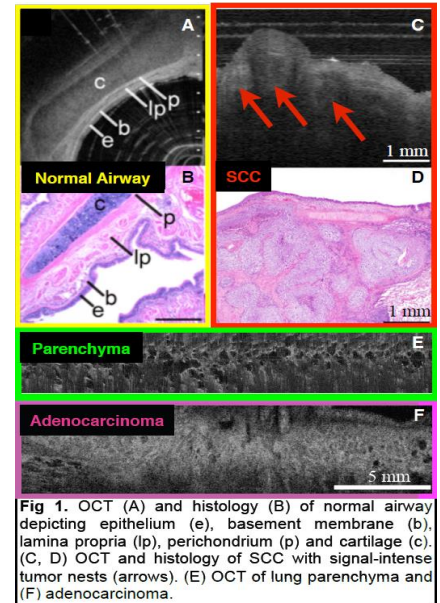 A
c
p
lp
b
e
C
1 mm
Normal Airway
B
c
p
lp
b
e
SCC
D
1 mm
Parenchyma
E
Adenocarcinoma
F
5 mm
Fig 1. OCT (A) and histology (B) of normal airway
depicting epithelium (e), basement membrane (b),
lamina propria (lp), perichondrium (p) and cartilage (c).
(C, D) OCT and histology of SCC with signal-intense
tumor nests (arrows). (E) OCT of lung parenchyma and
(F) adenocarcinoma.